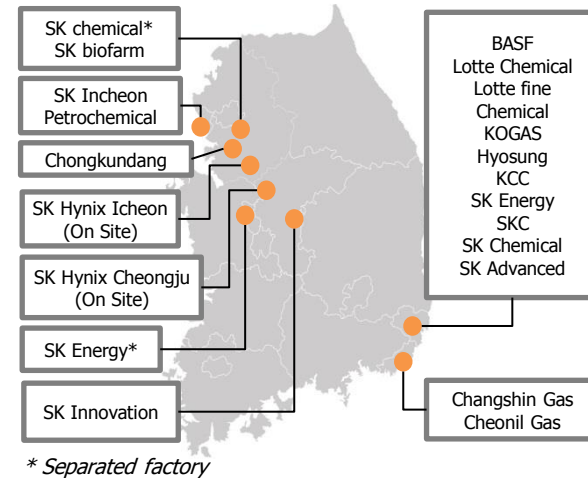 SK chemical*
SK biofarm
SK Incheon
Petrochemical
Chongkundang
SK Hynix Icheon
(On Site)
SK Hynix Cheongju
(On Site)
SK Energy*
SK Innovation
* Separated factory
BASF
Lotte Chemical
Lotte fine
Chemical
KOGAS
Hyosung
KCC
SK Energy
SKC
SK Chemical
SK Advanced
Changshin Gas
Cheonil Gas